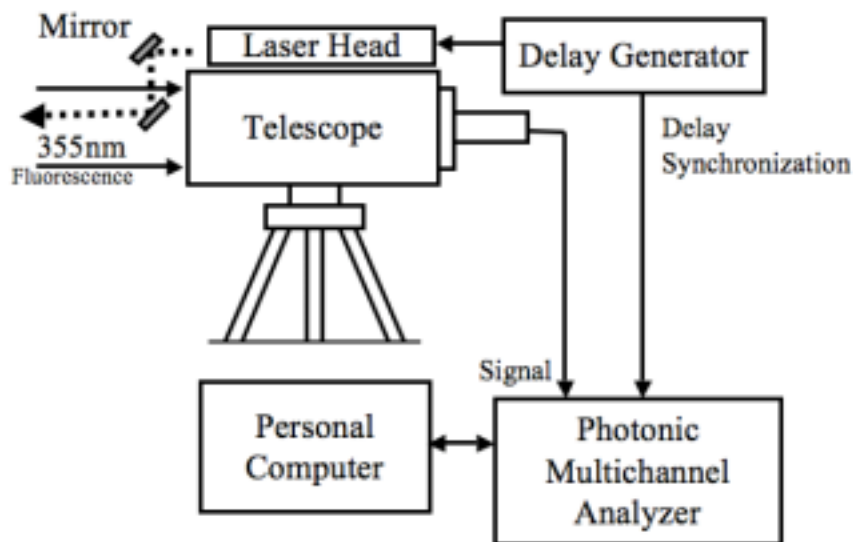 Mirror
Laser Head
Delay Generator
Telescope
Delay
Synchronization
355nm
Fluorescence
Signal
Personal
Computer
Photonic
Multichannel
Analyzer